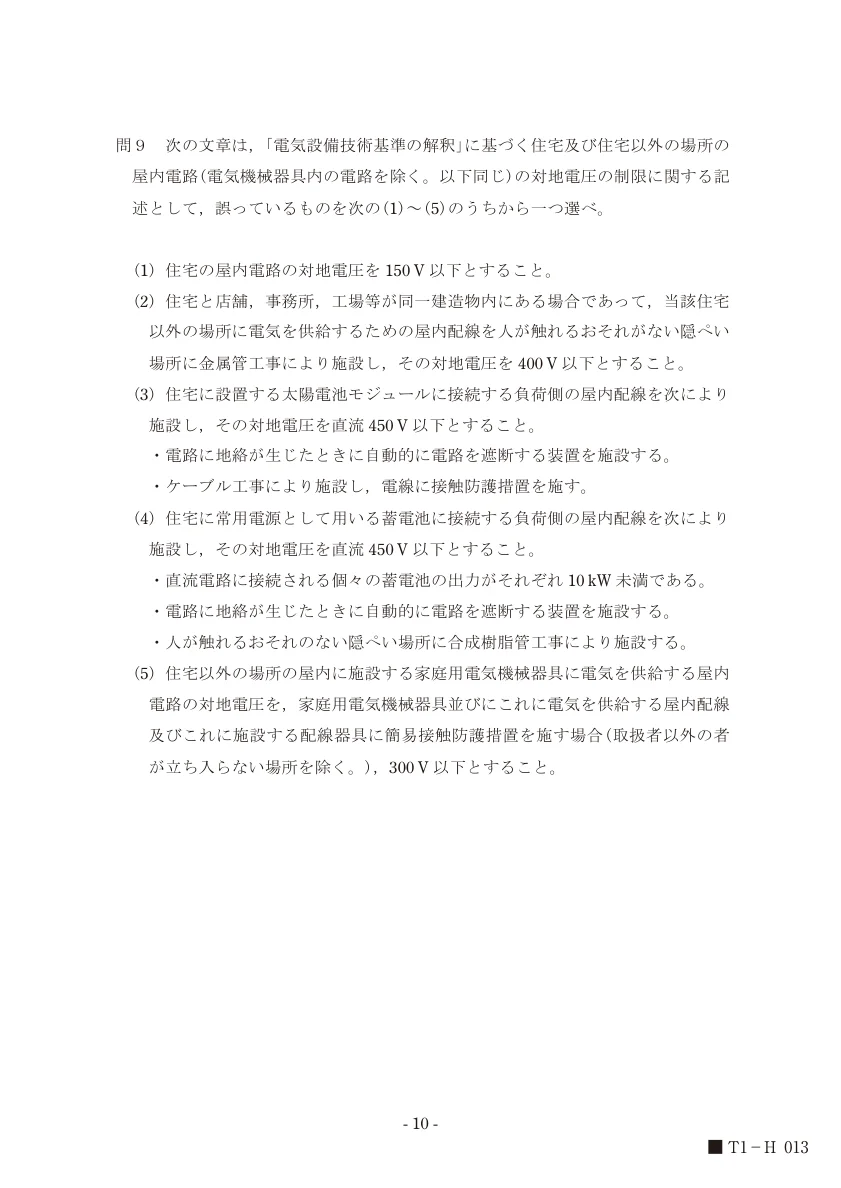 問９　次の文章は，「電気設備技術基準の解釈」に基づく住宅及び住宅以外の場所の
屋内電路(電気機械器具内の電路を除く。以下同じ)の対地電圧の制限に関する記
述として，誤っているものを次の(1)～(5)のうちから一つ選べ。
(1) 住宅の屋内電路の対地電圧を 150 V 以下とすること。
(2) 住宅と店舗，事務所，工場等が同一建造物内にある場合であって，当該住宅
以外の場所に電気を供給するための屋内配線を人が触れるおそれがない隠ぺい
場所に金属管工事により施設し，その対地電圧を 400 V 以下とすること。
(3) 住宅に設置する太陽電池モジュールに接続する負荷側の屋内配線を次により
施設し，その対地電圧を直流 450 V 以下とすること。
・電路に地絡が生じたときに自動的に電路を遮断する装置を施設する。
・ケーブル工事により施設し，電線に接触防護措置を施す。
(4) 住宅に常用電源として用いる蓄電池に接続する負荷側の屋内配線を次により
施設し，その対地電圧を直流 450 V 以下とすること。
・直流電路に接続される個々の蓄電池の出力がそれぞれ 10 kW 未満である。
・電路に地絡が生じたときに自動的に電路を遮断する装置を施設する。
・人が触れるおそれのない隠ぺい場所に合成樹脂管工事により施設する。
(5) 住宅以外の場所の屋内に施設する家庭用電気機械器具に電気を供給する屋内
電路の対地電圧を，家庭用電気機械器具並びにこれに電気を供給する屋内配線
及びこれに施設する配線器具に簡易接触防護措置を施す場合(取扱者以外の者
が立ち入らない場所を除く。)，300 V 以下とすること。
- 10 -
■ T1－H 013